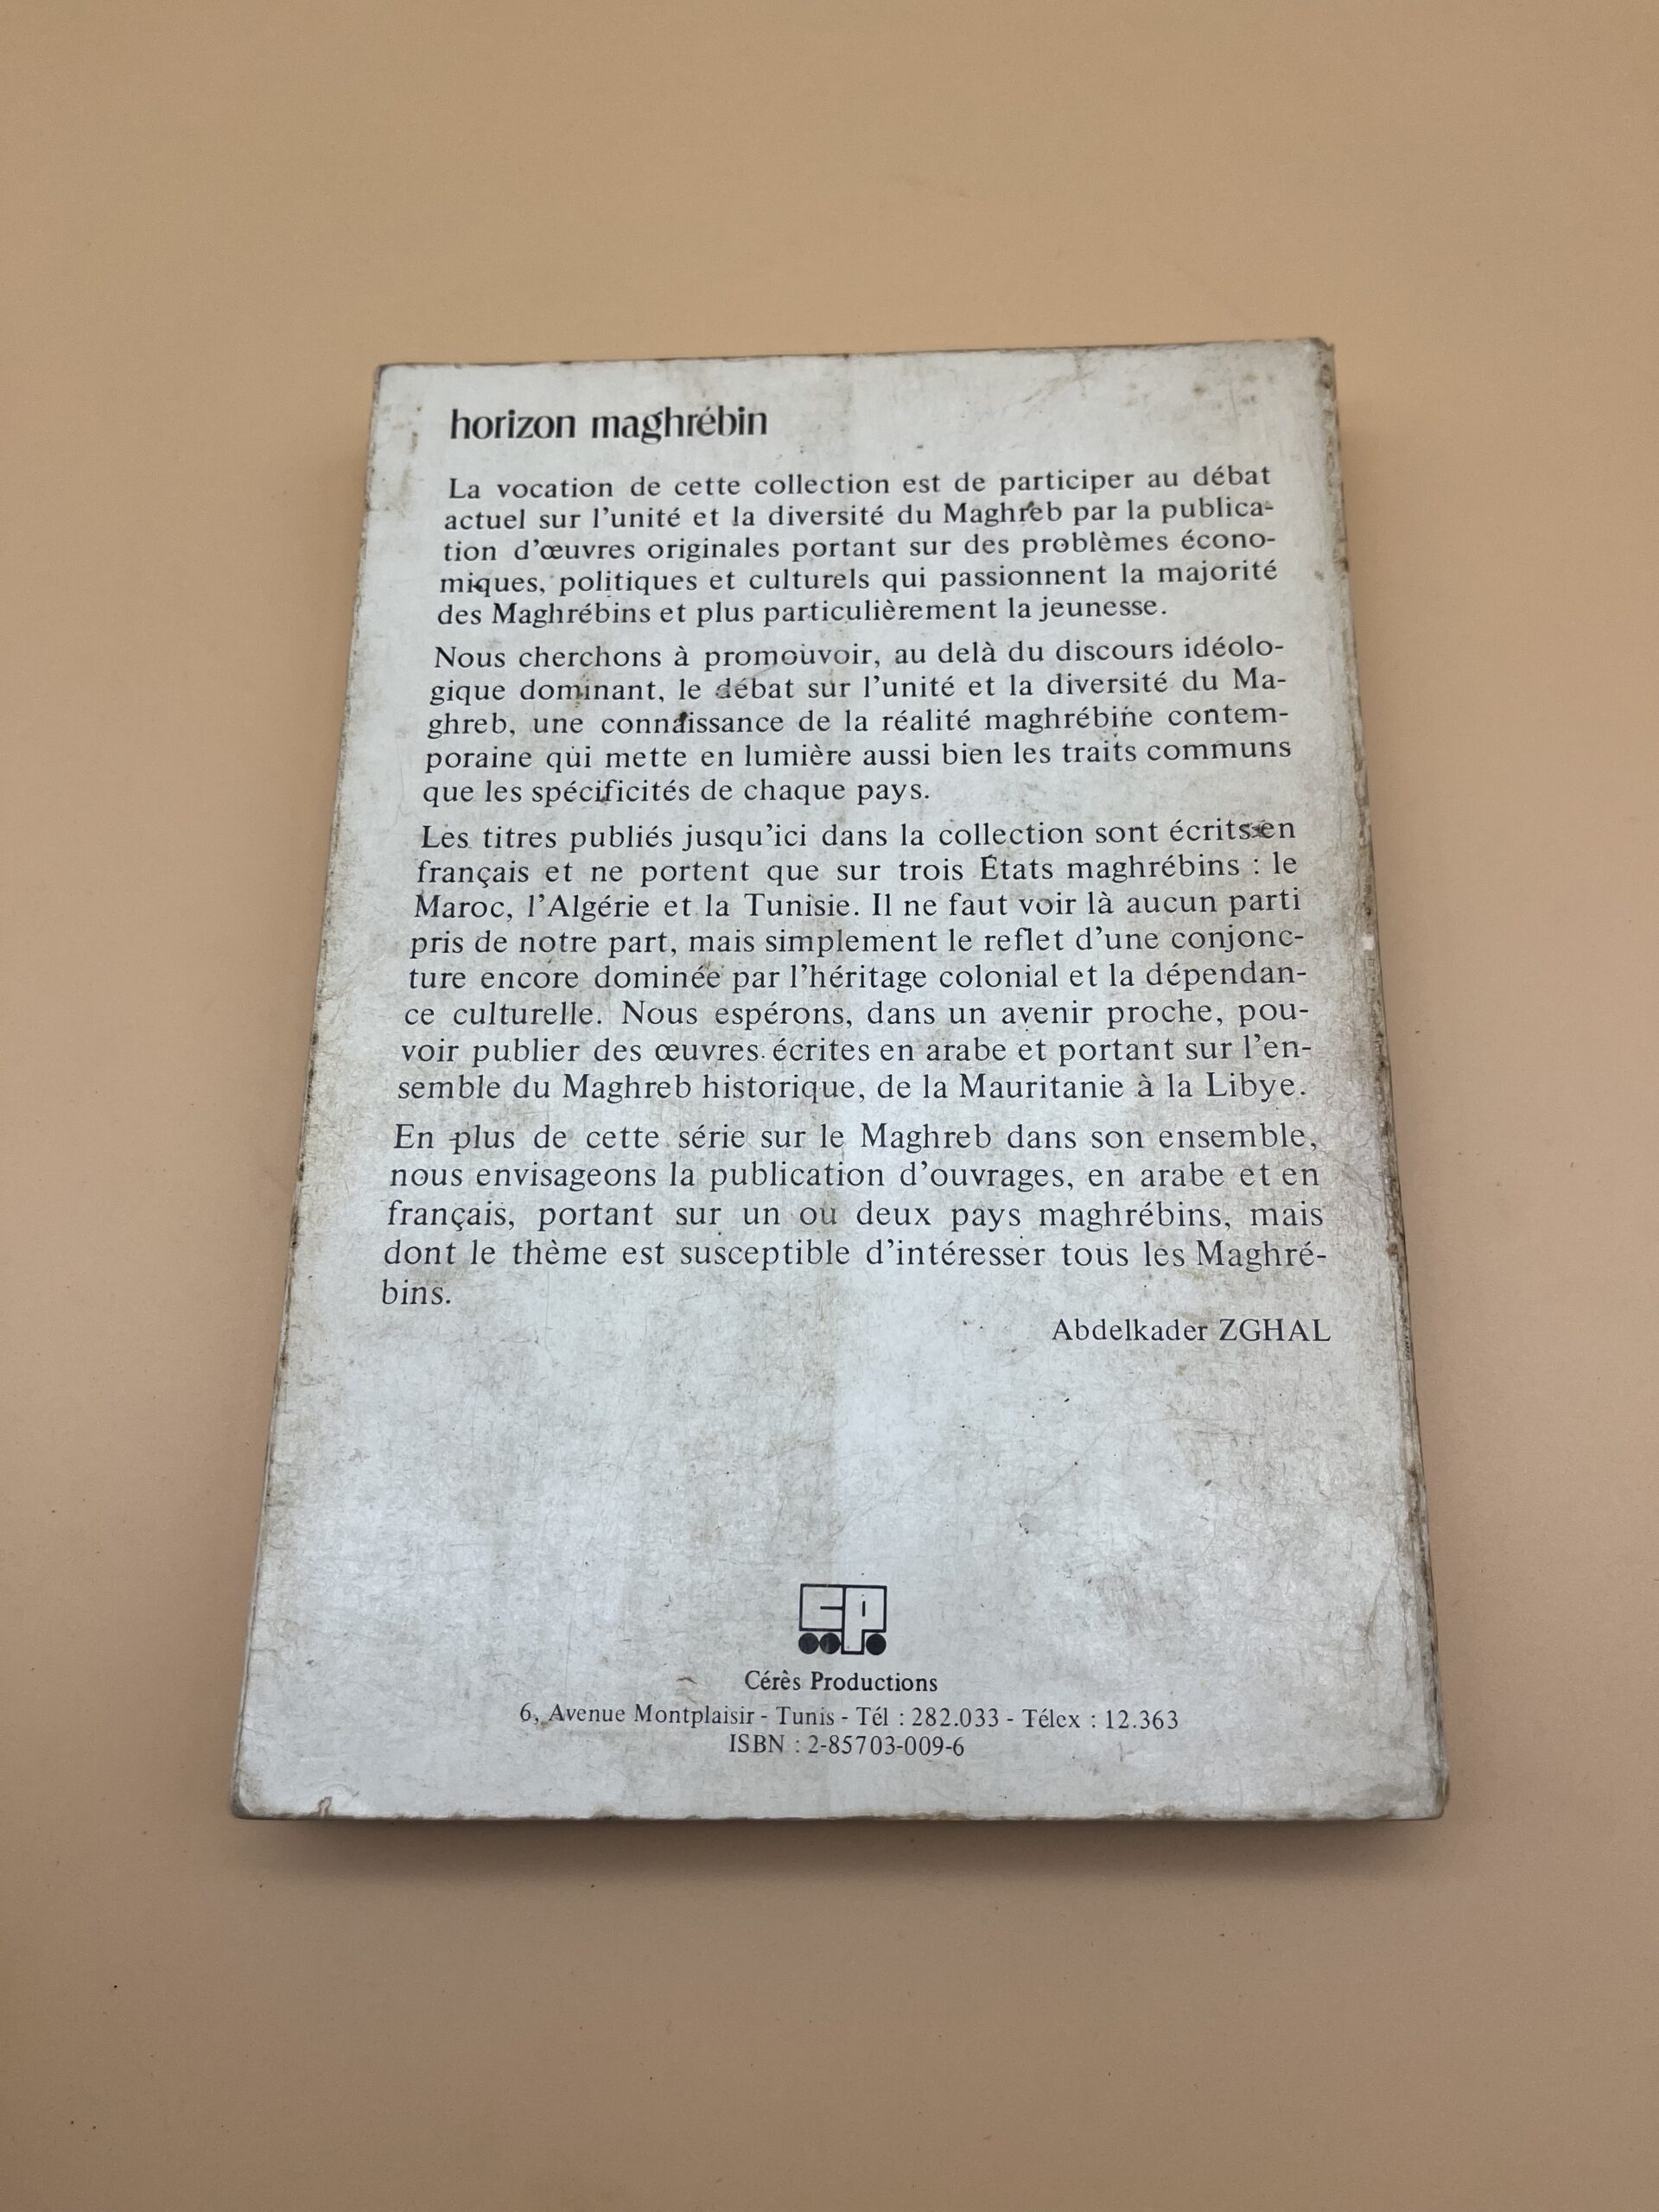 horizon maghrébin
La vocation de cette collection est de participer au débat
actuel sur l'unité et la diversité du Maghreb par la publica-
tion d'œuvres originales portant sur des problèmes écono-
miques, politiques et culturels qui passionnent la majorité
des Maghrébins et plus particulièrement la jeunesse.
Nous cherchons à promouvoir, au delà du discours idéolo-
gique dominant, le débat sur l'unité et la diversité du Ma-
ghreb, une connaissance de la réalité maghrébine contem-
poraine qui mette en lumière aussi bien les traits communs
que les spécificités de chaque pays.
Les titres publiés jusqu'ici dans la collection sont écrits en
français et ne portent que sur trois États maghrébins : le
Maroc, l'Algérie et la Tunisie. Il ne faut voir là aucun parti
pris de notre part, mais simplement le reflet d'une conjonc-
ture encore dominée par l'héritage colonial et la dépendan-
ce culturelle. Nous espérons, dans un avenir proche, pou-
voir publier des œuvres écrites en arabe et portant sur l'en-
semble du Maghreb historique, de la Mauritanie à la Libye.
En plus de cette série sur le Maghreb dans son ensemble,
nous envisageons la publication d'ouvrages, en arabe et en
français, portant sur un ou deux pays maghrébins, mais
dont le thème est susceptible d'intéresser tous les Maghré-
bins.
Abdelkader ZGHAL
CP
Cérès Productions
6, Avenue Montplaisir - Tunis - Tél : 282.033 - Télex : 12.363
ISBN : 2-85703-009-6